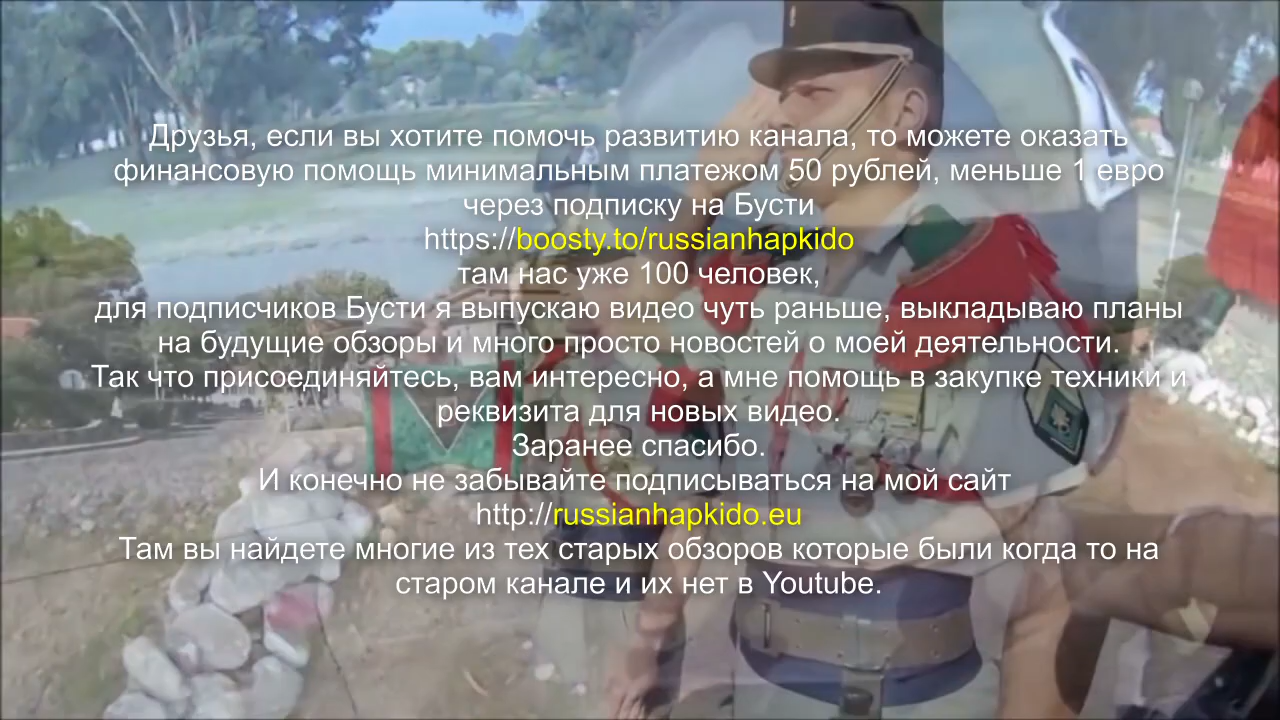 Друзья, если вы хотите помочь развитию канала, то можете оказать
финансовую помощь минимальным платежом 50 рублей, меньше 1 евро
через подписку на Бусти
https://boosty.to/russianhapkido
там нас уже 100 человек,
для подписчиков Бусти я выпускаю видео чуть раньше, выкладываю планы
на будущие обзоры и много просто новостей о моей деятельности.
Так что присоединяйтесь, вам интересно, а мне помощь в закупке техники и
реквизита для новых видео.
Заранее спасибо.
И конечно не забывайте подписываться на мой сайт
http://russianhapkido.eu
Там вы найдете многие из тех старых обзоров которые были когда то на
старом канале и их нет в Youtube.